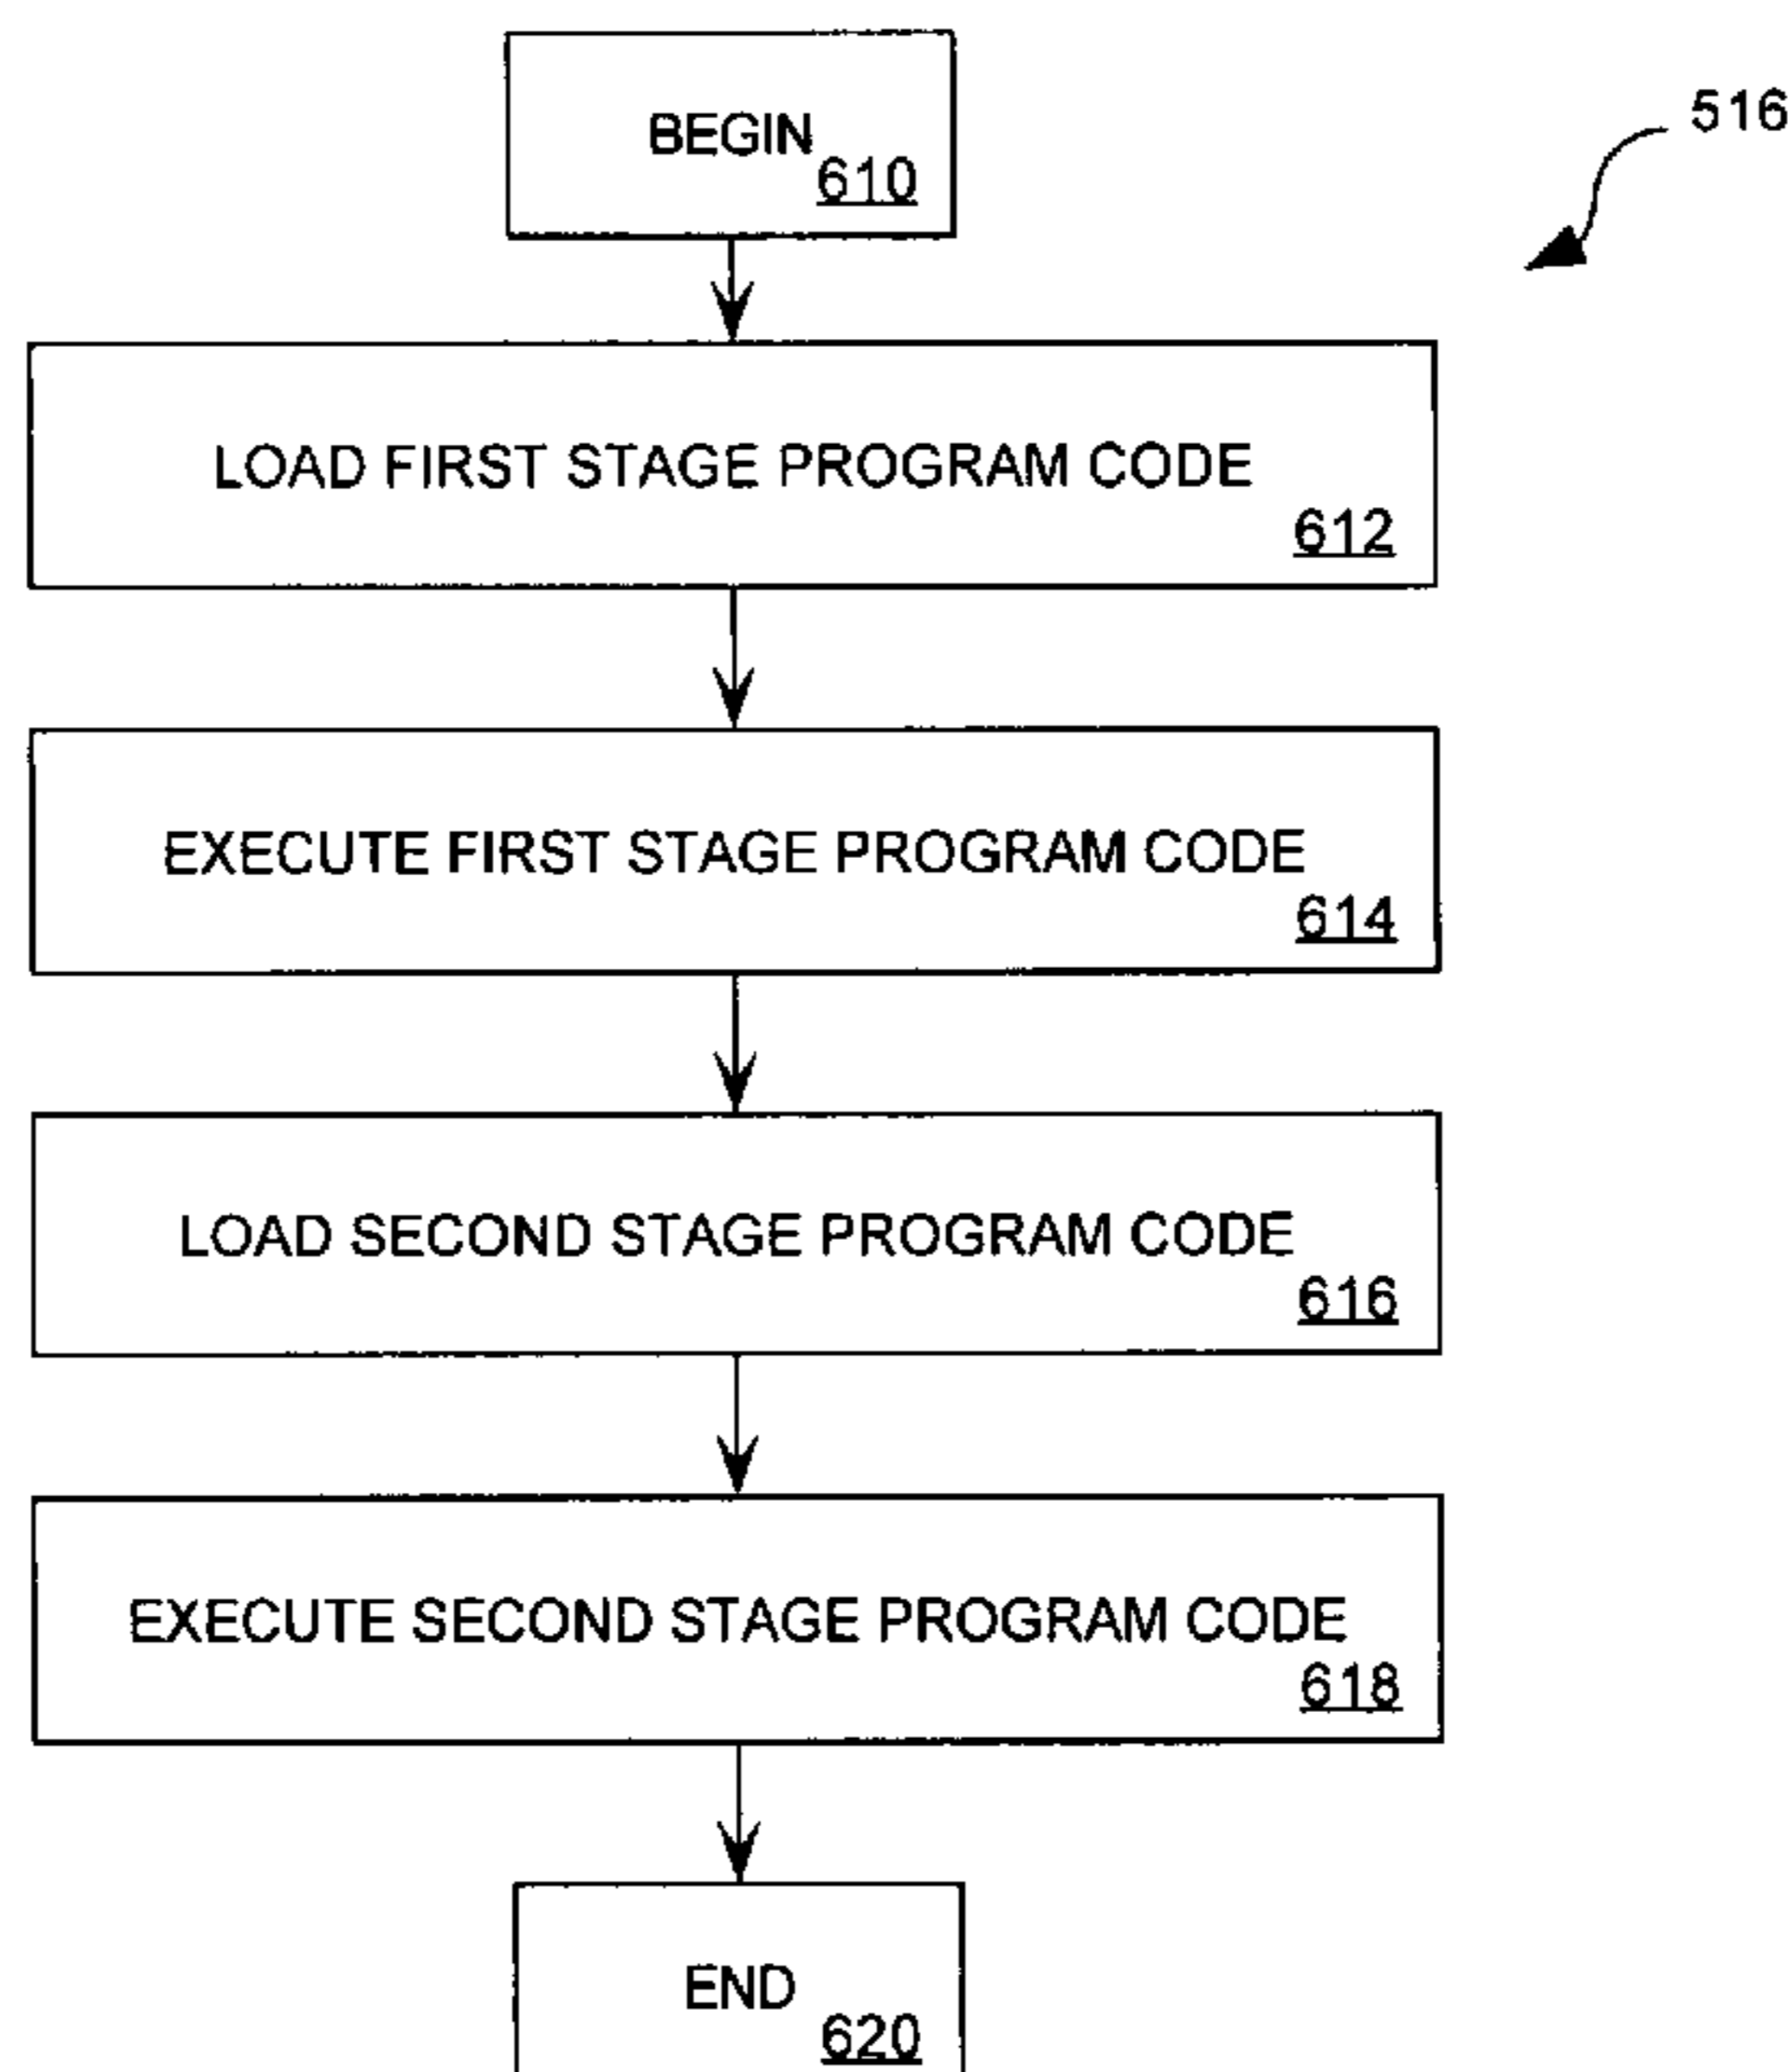 BEGIN
610
516
LOAD FIRST STAGE PROGRAM CODE
612
EXECUTE FIRST STAGE PROGRAM CODE
614
LOAD SECOND STAGE PROGRAM CODE
616
EXECUTE SECOND STAGE PROGRAM CODE
618
END
620